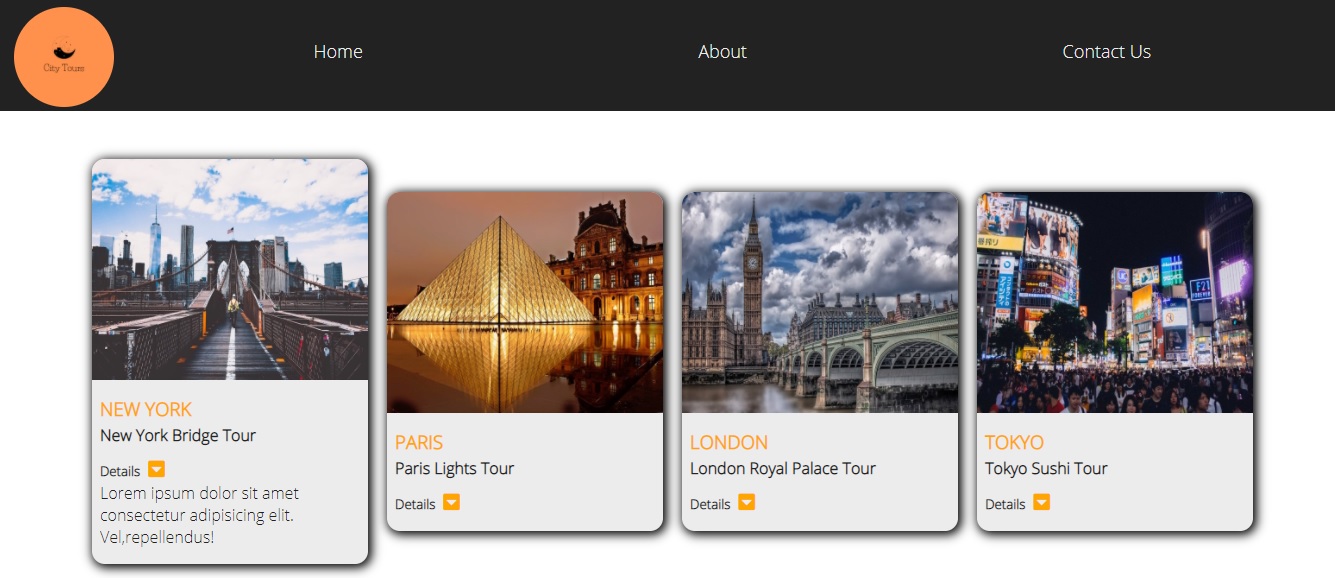 City Tours
Home
About
Contact Us
NEW YORK
New York Bridge Tour
Details
Lorem ipsum dolor sit amet
consectetur adipisicing elit.
Vel,repellendus!
PARIS
Paris Lights Tour
Details
LONDON
London Royal Palace Tour
Details
TOKYO
Tokyo Sushi Tour
Details